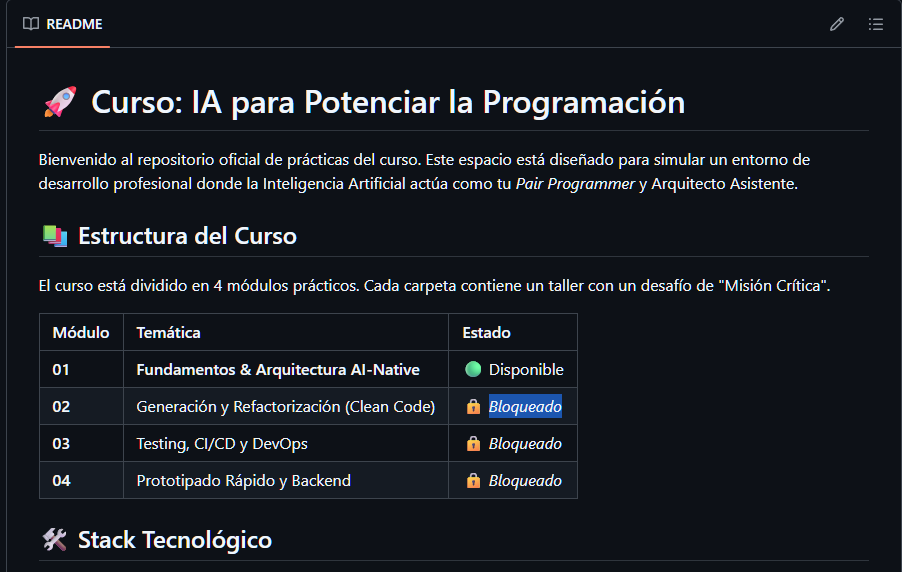 README
🚀 Curso: IA para Potenciar la Programación
Bienvenido al repositorio oficial de prácticas del curso. Este espacio está diseñado para simular un entorno de
desarrollo profesional donde la Inteligencia Artificial actúa como tu Pair Programmer y Arquitecto Asistente.
📚 Estructura del Curso
El curso está dividido en 4 módulos prácticos. Cada carpeta contiene un taller con un desafío de "Misión Crítica".
Módulo Temática Estado
01 Fundamentos & Arquitectura AI-Native 🟢 Disponible
02 Generación y Refactorización (Clean Code) 🔒 Bloqueado
03 Testing, CI/CD y DevOps 🔒 Bloqueado
04 Prototipado Rápido y Backend 🔒 Bloqueado
🛠️ Stack Tecnológico